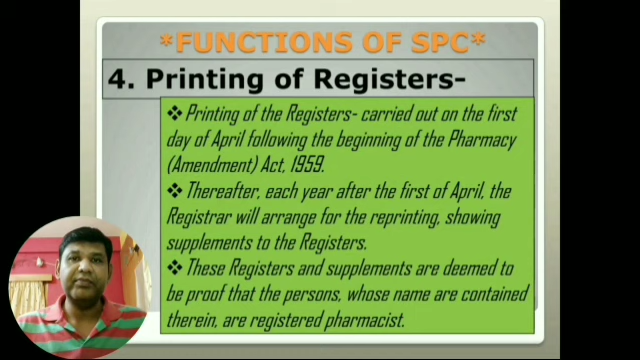 *FUNCTIONS OF SPC*
4. Printing of Registers-
❖ Printing of the Registers- carried out on the first
day of April following the beginning of the Pharmacy
(Amendment) Act, 1959.
❖ Thereafter, each year after the first of April, the
Registrar will arrange for the reprinting, showing
supplements to the Registers.
❖ These Registers and supplements are deemed to
be proof that the persons, whose name are contained
therein, are registered pharmacist.